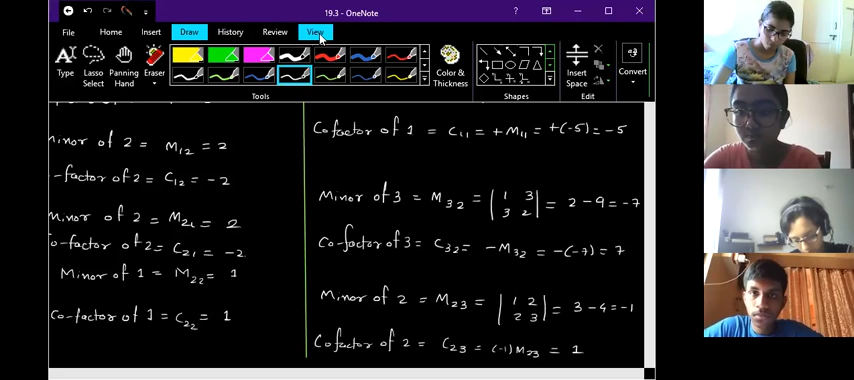 19.3 - OneNote
File Home Insert Draw History Review View
Type Lasso Select Panning Hand Eraser Color & Thickness Insert Space Convert
Tools Shapes Edit
Minor of 2 = M12 = 2
Co-factor of 2 = C12 = -2
Minor of 2 = M21 = 2
Co-factor of 2 = C21 = -2
Minor of 1 = M22 = 1
Co-factor of 1 = C22 = 1
Cofactor of 1 = C11 = +M11 = +(-5) = -5
Minor of 3 = M32 = | 1 3 | = 2 - 9 = -7
| 3 2 |
Co-factor of 3 = C32 = -M32 = -(-7) = 7
Minor of 2 = M23 = | 1 2 | = 3 - 4 = -1
| 2 3 |
Cofactor of 2 = C23 = (-1) M23 = 1